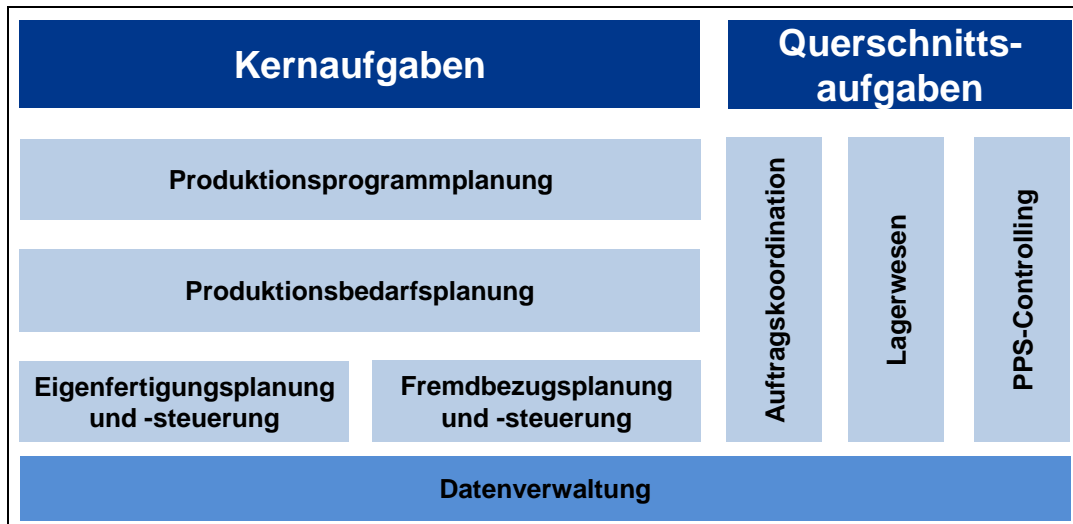 Kernaufgaben
Querschnitts-
aufgaben
Produktionsprogrammplanung
Produktionsbedarfsplanung
Eigenfertigungsplanung
und -steuerung
Fremdbezugsplanung
und -steuerung
Auftragskoordination
Lagerwesen
PPS-Controlling
Datenverwaltung